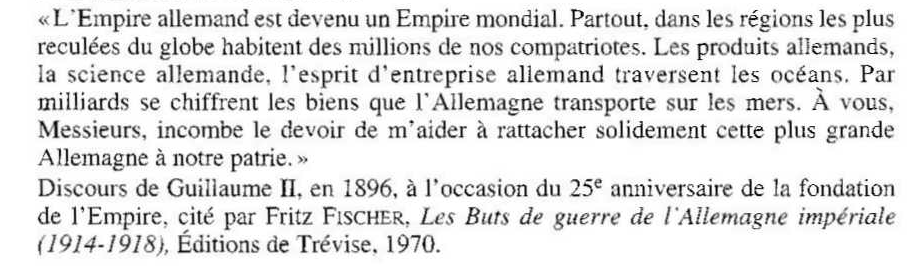 « L'Empire allemand est devenu un Empire mondial. Partout, dans les régions les plus
reculées du globe habitent des millions de nos compatriotes. Les produits allemands,
la science allemande, l'esprit d'entreprise allemand traversent les océans. Par
milliards se chiffrent les biens que l'Allemagne transporte sur les mers. À vous,
Messieurs, incombe le devoir de m'aider à rattacher solidement cette plus grande
Allemagne à notre patrie. »
Discours de Guillaume II, en 1896, à l'occasion du 25e anniversaire de la fondation
de l'Empire, cité par Fritz FISCHER, Les Buts de guerre de l'Allemagne impériale
(1914-1918), Éditions de Trévise, 1970.